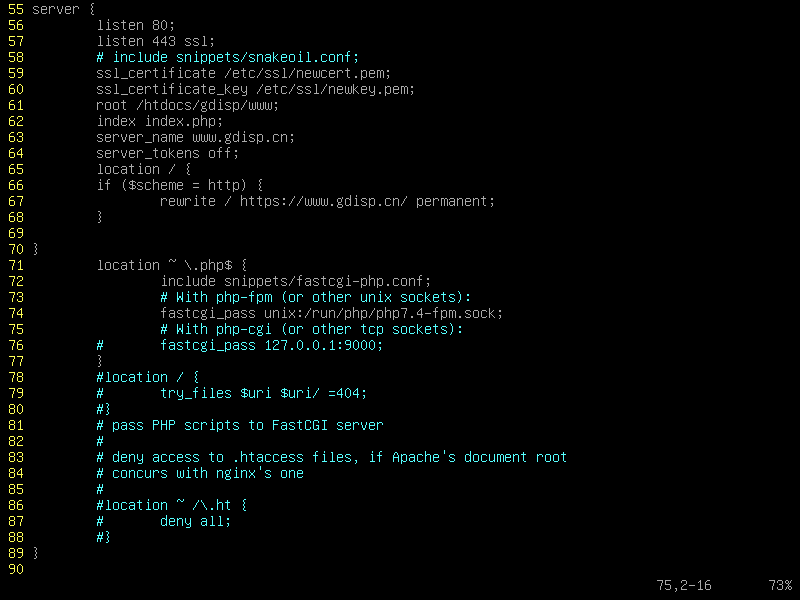 55 server {
56         listen 80;
57         listen 443 ssl;
58         # include snippets/snakeoil.conf;
59         ssl_certificate /etc/ssl/newcert.pem;
60         ssl_certificate_key /etc/ssl/newkey.pem;
61         root /htdocs/gdisp/www;
62         index index.php;
63         server_name www.gdisp.cn;
64         server_tokens off;
65         location / {
66         if ($scheme = http) {
67                 rewrite / https://www.gdisp.cn/ permanent;
68         }
69
70 }
71         location ~ \.php$ {
72                 include snippets/fastcgi-php.conf;
73                 # With php-fpm (or other unix sockets):
74                 fastcgi_pass unix:/run/php/php7.4-fpm.sock;
75                 # With php-cgi (or other tcp sockets):
76         #       fastcgi_pass 127.0.0.1:9000;
77         }
78         #location / {
79         #       try_files $uri $uri/ =404;
80         #}
81         # pass PHP scripts to FastCGI server
82         #
83         # deny access to .htaccess files, if Apache's document root
84         # concurs with nginx's one
85         #
86         #location ~ /\.ht {
87         #       deny all;
88         #}
89 }
90
75,2-16       73%